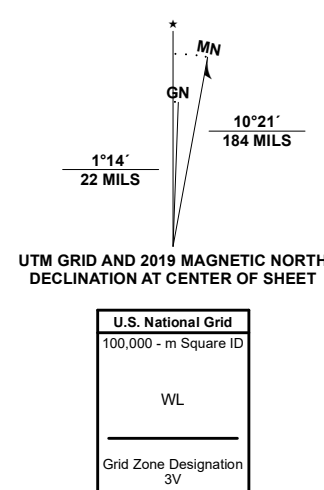 ★
MN
GN
10°21´
184 MILS
1°14´
22 MILS
UTM GRID AND 2019 MAGNETIC NORTH
DECLINATION AT CENTER OF SHEET
U.S. National Grid
100,000 - m Square ID
WL
Grid Zone Designation
3V